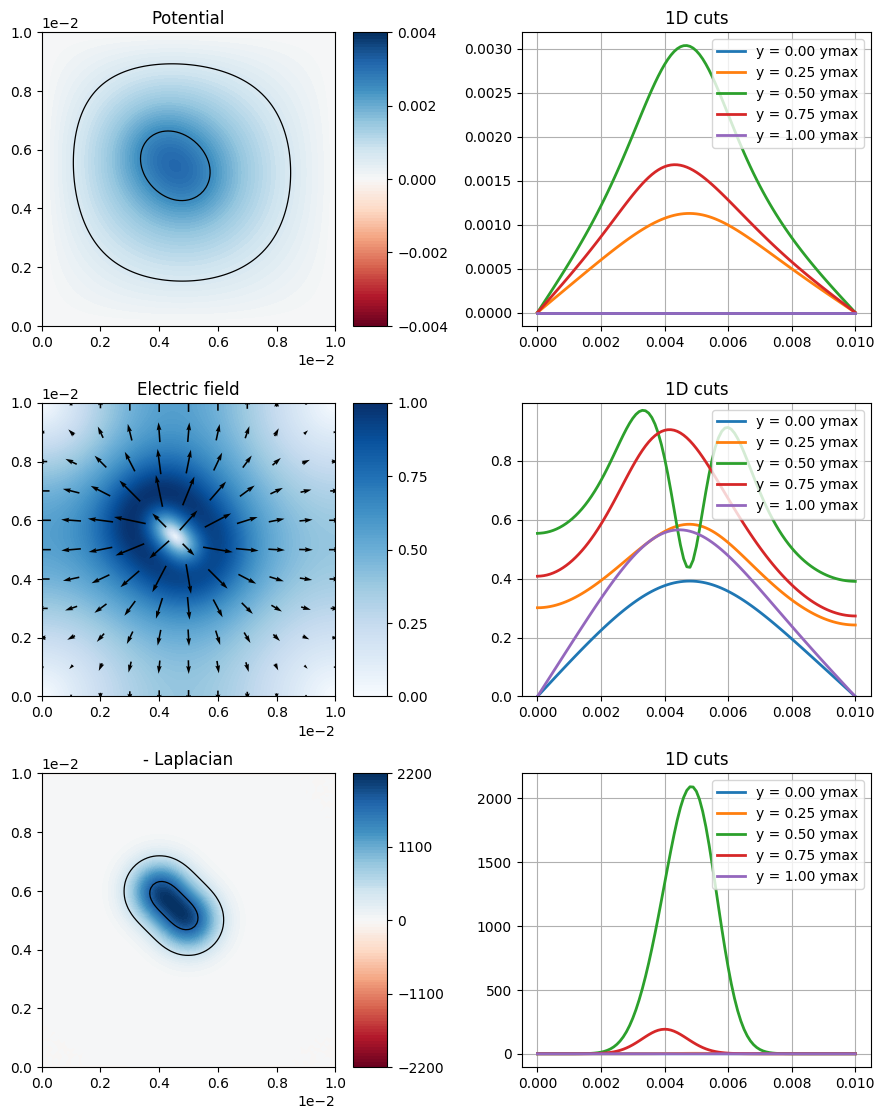 Potential
1e−2
1.0
0.8
0.6
0.4
0.2
0.0
0.0 0.2 0.4 0.6 0.8 1.0
1e−2
0.004
0.002
0.000
−0.002
−0.004
1D cuts
0.0030
0.0025
0.0020
0.0015
0.0010
0.0005
0.0000
0.000 0.002 0.004 0.006 0.008 0.010
y = 0.00 ymax
y = 0.25 ymax
y = 0.50 ymax
y = 0.75 ymax
y = 1.00 ymax
Electric field
1e−2
1.0
0.8
0.6
0.4
0.2
0.0
0.0 0.2 0.4 0.6 0.8 1.0
1e−2
1.00
0.75
0.50
0.25
0.00
1D cuts
0.8
0.6
0.4
0.2
0.0
0.000 0.002 0.004 0.006 0.008 0.010
y = 0.00 ymax
y = 0.25 ymax
y = 0.50 ymax
y = 0.75 ymax
y = 1.00 ymax
- Laplacian
1e−2
1.0
0.8
0.6
0.4
0.2
0.0
0.0 0.2 0.4 0.6 0.8 1.0
1e−2
2200
1100
0
−1100
−2200
1D cuts
2000
1500
1000
500
0
0.000 0.002 0.004 0.006 0.008 0.010
y = 0.00 ymax
y = 0.25 ymax
y = 0.50 ymax
y = 0.75 ymax
y = 1.00 ymax